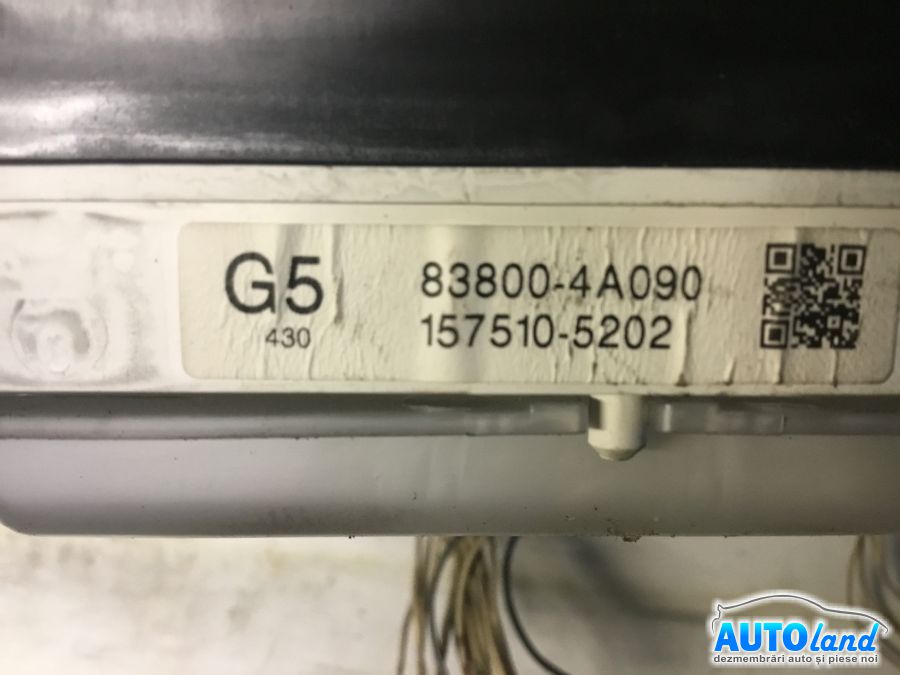 G5
430
83800-4A090
157510-5202
AUTOland
dezmembrări auto și piese noi